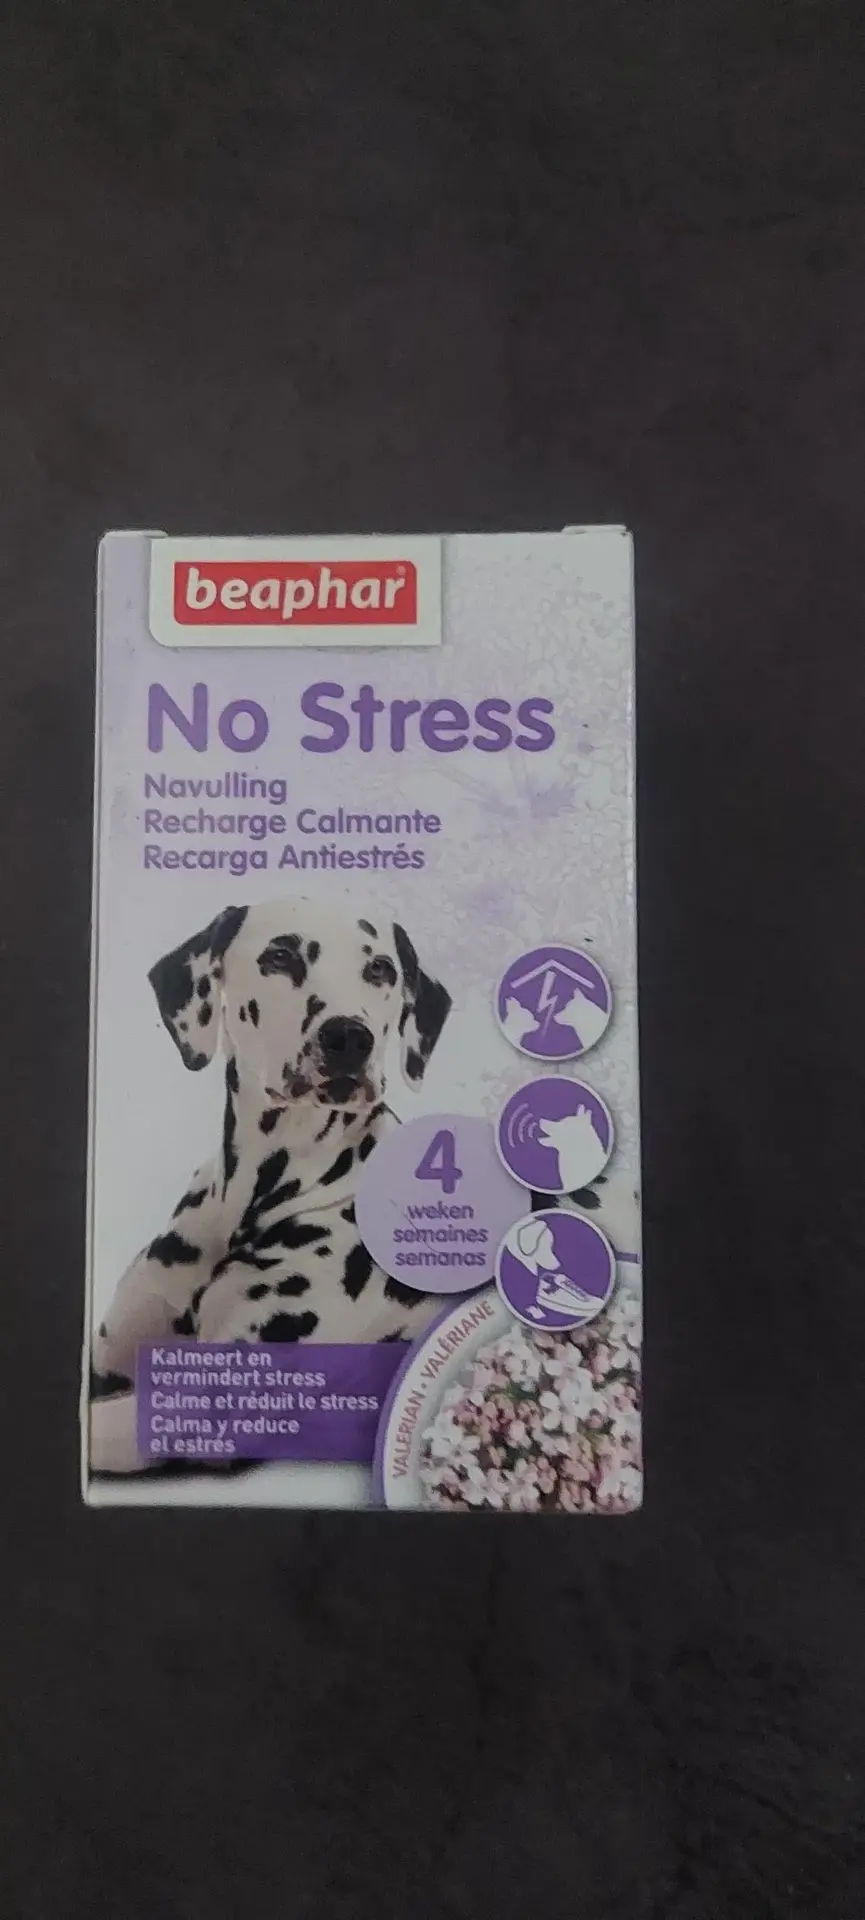 beaphar
No Stress
Navulling
Recharge Calmante
Recarga Antiestrés
4
weken
semaines
semanas
Kalmeert en
vermindert stress
Calme et réduit le stress
Calma y reduce
el estrés
VALERIAN • VALÉRIANE